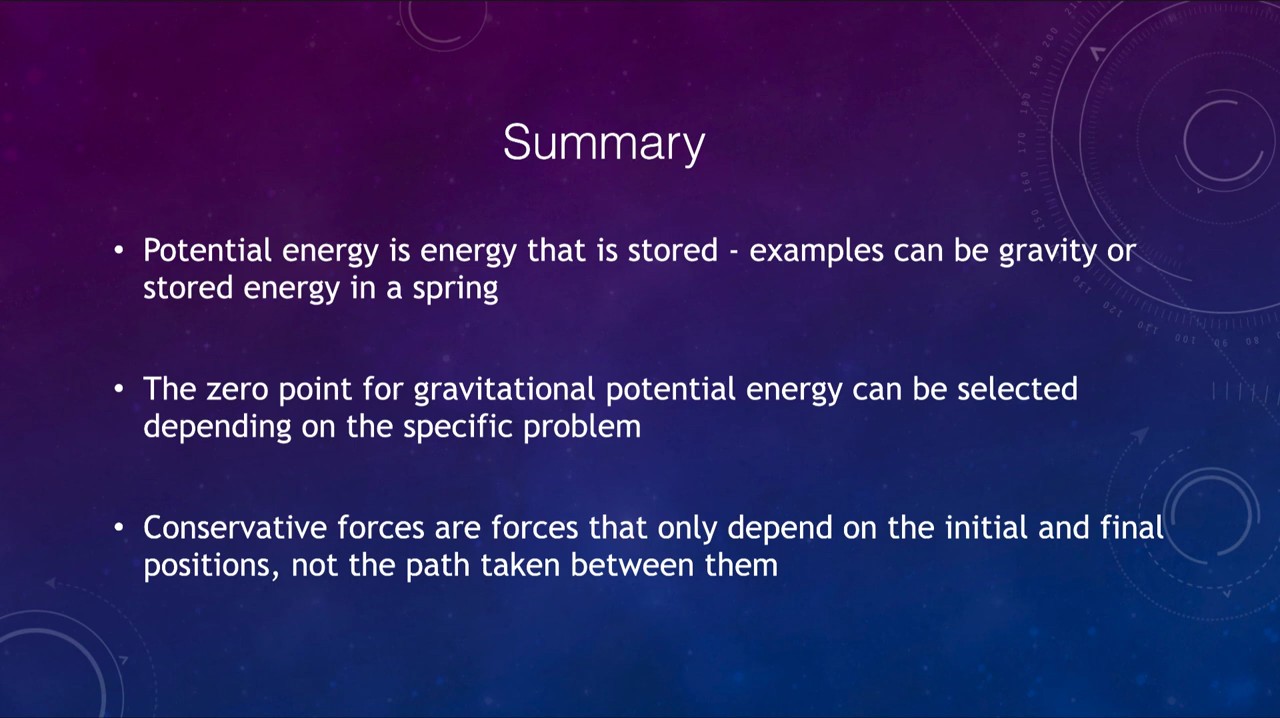 Summary
• Potential energy is energy that is stored - examples can be gravity or
stored energy in a spring
• The zero point for gravitational potential energy can be selected
depending on the specific problem
• Conservative forces are forces that only depend on the initial and final
positions, not the path taken between them